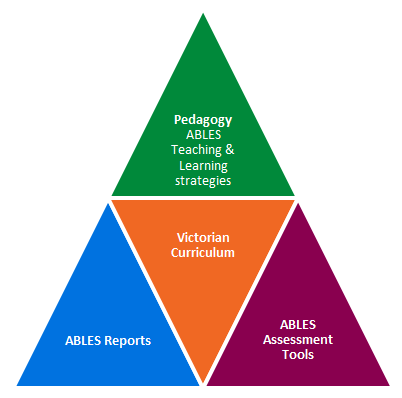 Pedagogy
ABLES
Teaching &
Learning
strategies
Victorian
Curriculum
ABLES Reports
ABLES
Assessment
Tools